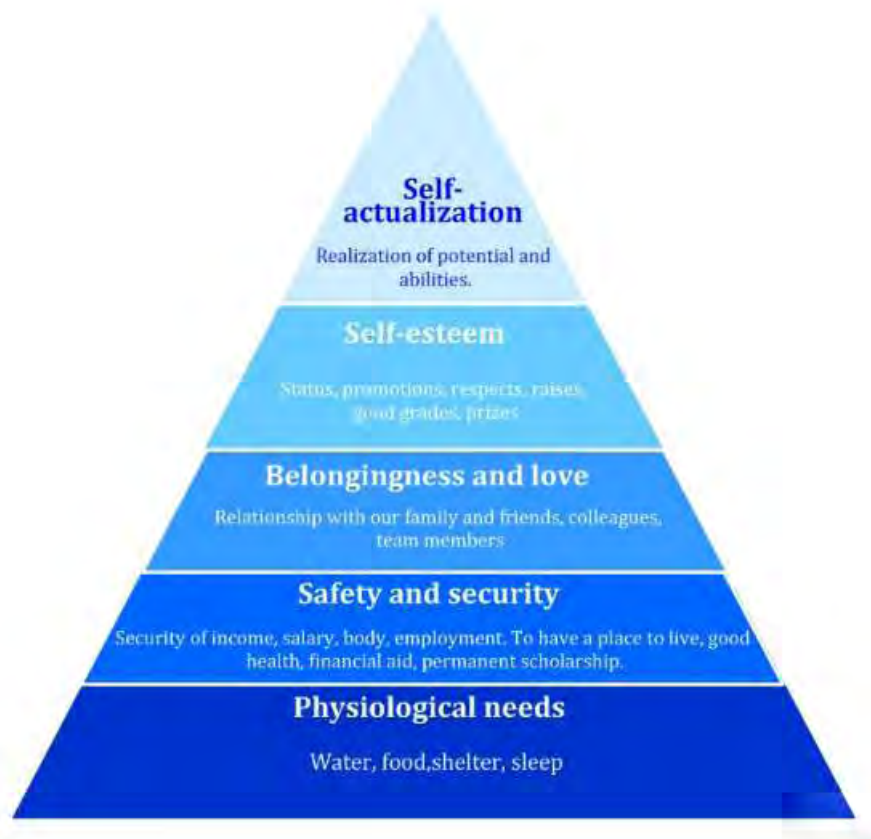 Self-
actualization
Realization of potential and
abilities.
Self-esteem
Status, promotions, respects, raises,
good grades, prizes
Belongingness and love
Relationship with our family and friends, colleagues,
team members
Safety and security
Security of income, salary, body, employment. To have a place to live, good
health, financial aid, permanent scholarship.
Physiological needs
Water, food,shelter, sleep